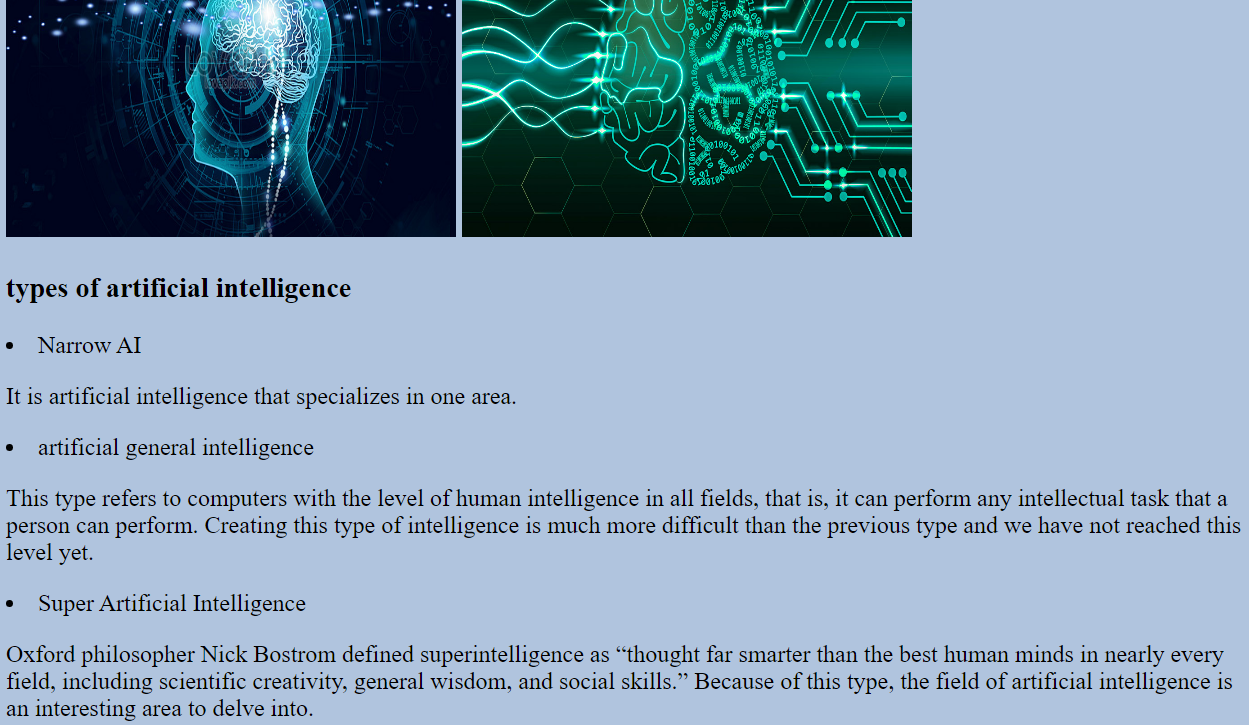 types of artificial intelligence
• Narrow AI
It is artificial intelligence that specializes in one area.
• artificial general intelligence
This type refers to computers with the level of human intelligence in all fields, that is, it can perform any intellectual task that a
person can perform. Creating this type of intelligence is much more difficult than the previous type and we have not reached this
level yet.
• Super Artificial Intelligence
Oxford philosopher Nick Bostrom defined superintelligence as “thought far smarter than the best human minds in nearly every
field, including scientific creativity, general wisdom, and social skills.” Because of this type, the field of artificial intelligence is
an interesting area to delve into.